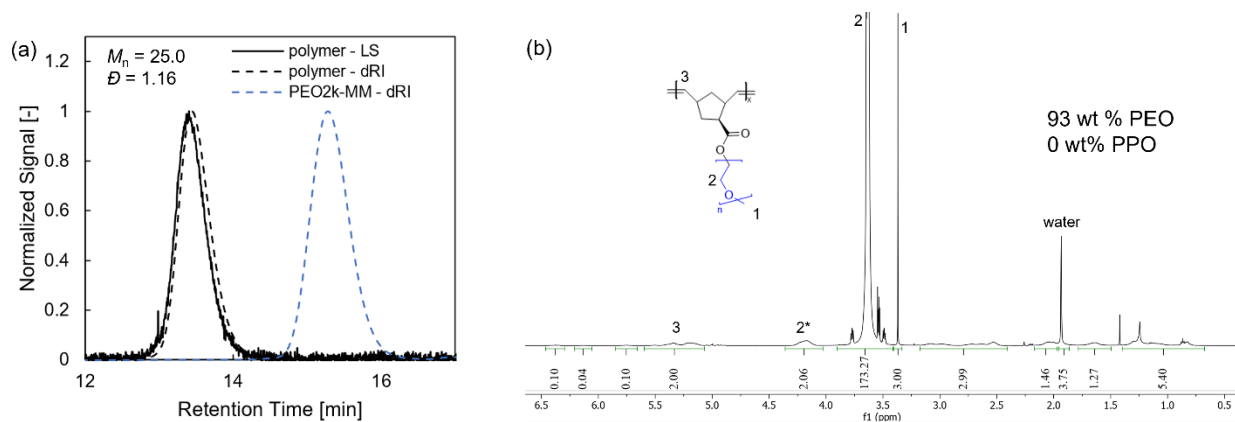 (a)
Mn = 25.0
Đ = 1.16
polymer - LS
polymer - dRI
PEO2k-MM - dRI
Normalized Signal [-]
1.2
1
0.8
0.6
0.4
0.2
0
12
14
16
Retention Time [min]
(b)
2
1
3
x
O
O
2
O
n
1
93 wt % PEO
0 wt% PPO
water
3
2*
0.10
0.04
0.10
2.00
2.06
173.27
3.00
2.99
1.46
3.75
1.27
5.40
6.5
6.0
5.5
5.0
4.5
4.0
3.5
3.0
2.5
2.0
1.5
1.0
0.5
f1 (ppm)